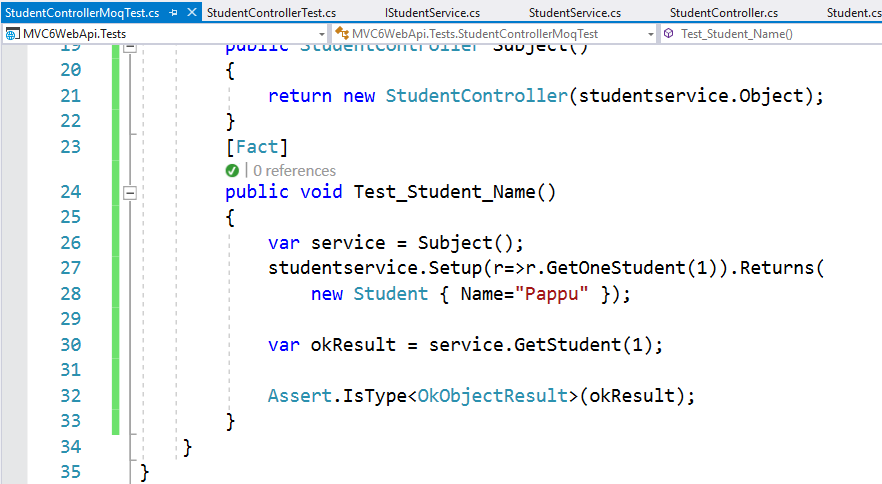 StudentControllerMoqTest.cs StudentControllerTest.cs IStudentService.cs StudentService.cs StudentController.cs Student.cs
MVC6WebApi.Tests MVC6WebApi.Tests.StudentControllerMoqTest Test_Student_Name()
19 public StudentController Subject()
20 {
21 return new StudentController(studentservice.Object);
22 }
23 [Fact]
0 references
24 public void Test_Student_Name()
25 {
26 var service = Subject();
27 studentservice.Setup(r=>r.GetOneStudent(1)).Returns(
28 new Student { Name="Pappu" });
29
30 var okResult = service.GetStudent(1);
31
32 Assert.IsType<OkObjectResult>(okResult);
33 }
34 }
35 }